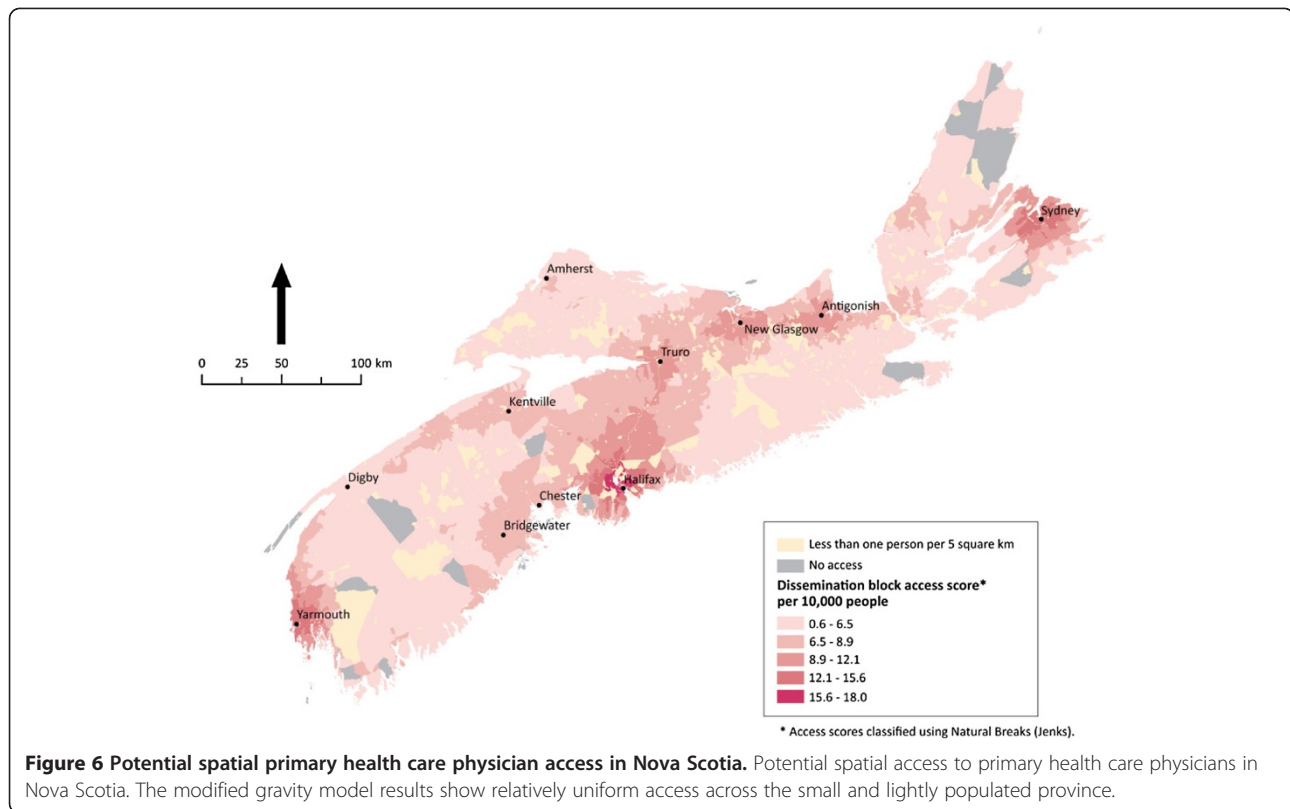 Sydney
Amherst
Antigonish
New Glasgow
Truro
0 50 100 km
Kentville
Digby
Halifax
Chester
Bridgewater
Yarmouth
Less than one person per 5 square km
No access
Dissemination block access score*
per 10,000 people
0.6 - 6.5
6.5 - 8.9
8.9 - 12.1
12.1 - 15.6
15.6 - 18.0
* Access scores classified using Natural Breaks (Jenks).
Figure 6 Potential spatial primary health care physician access in Nova Scotia. Potential spatial access to primary health care physicians in
Nova Scotia. The modified gravity model results show relatively uniform access across the small and lightly populated province.